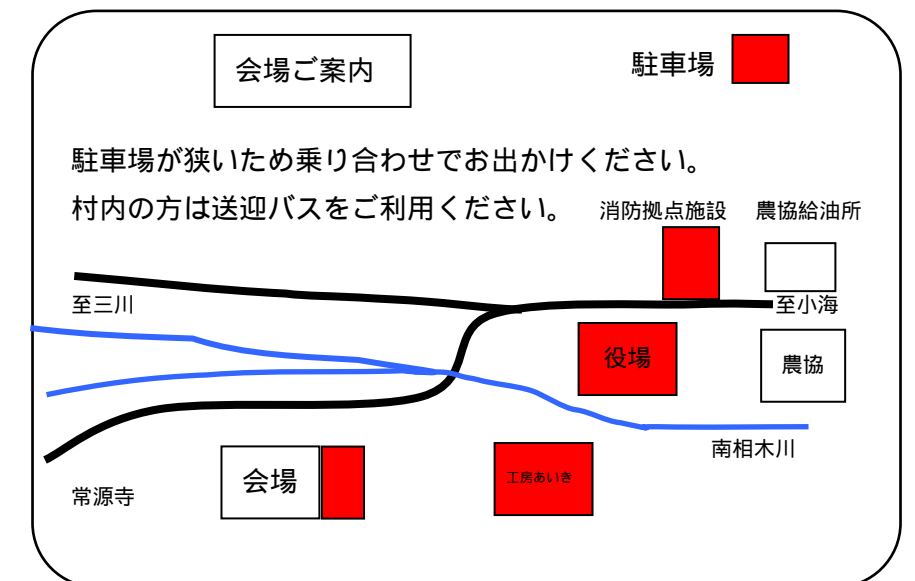 会場ご案内
駐車場
駐車場が狭いため乗り合わせでお出かけください。
村内の方は送迎バスをご利用ください。
消防拠点施設
農協給油所
至三川
至小海
役場
農協
南相木川
会場
工房あいき
常源寺